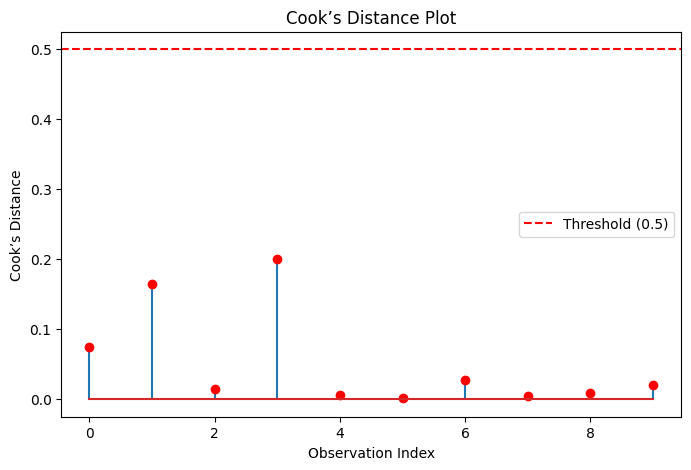 Cook’s Distance Plot
Cook’s Distance
0.5
0.4
0.3
0.2
0.1
0.0
Threshold (0.5)
0 2 4 6 8
Observation Index